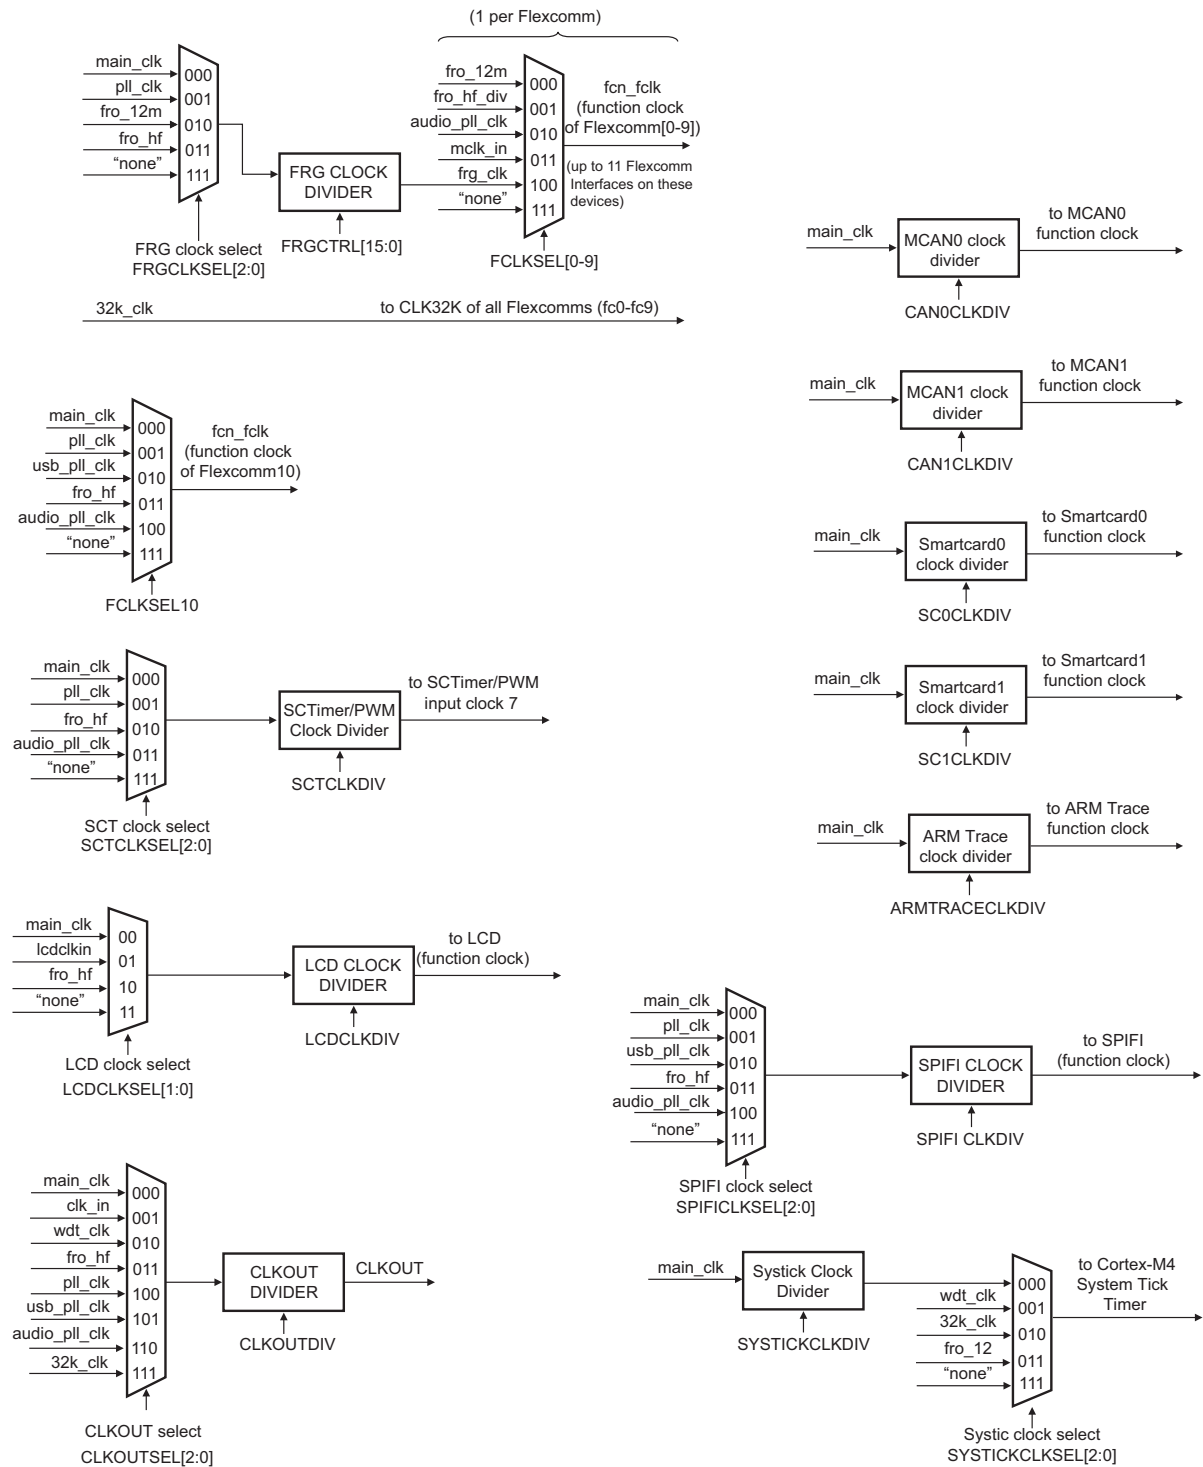 (1 per Flexcomm)
main_clk
000
pll_clk
001
fro_12m
010
fro_hf
011
“none”
111
FRG clock select
FRGCLKSEL[2:0]
FRG CLOCK
DIVIDER
FRGCTRL[15:0]
fro_12m
000
fro_hf_div
001
audio_pll_clk
010
mclk_in
011
frg_clk
100
“none”
111
FCLKSEL[0-9]
fcn_fclk
(function clock
of Flexcomm[0-9])
(up to 11 Flexcomm
Interfaces on these
devices)
32k_clk
to CLK32K of all Flexcomms (fc0-fc9)
main_clk
MCAN0 clock
divider
CAN0CLKDIV
to MCAN0
function clock
main_clk
MCAN1 clock
divider
CAN1CLKDIV
to MCAN1
function clock
main_clk
000
pll_clk
001
usb_pll_clk
010
fro_hf
011
audio_pll_clk
100
“none”
111
FCLKSEL10
fcn_fclk
(function clock
of Flexcomm10)
main_clk
Smartcard0
clock divider
SC0CLKDIV
to Smartcard0
function clock
main_clk
Smartcard1
clock divider
SC1CLKDIV
to Smartcard1
function clock
main_clk
000
pll_clk
001
fro_hf
010
audio_pll_clk
011
“none”
111
SCT clock select
SCTCLKSEL[2:0]
SCTimer/PWM
Clock Divider
SCTCLKDIV
to SCTimer/PWM
input clock 7
main_clk
ARM Trace
clock divider
ARMTRACECLKDIV
to ARM Trace
function clock
main_clk
00
lcdclkin
01
fro_hf
10
“none”
11
LCD clock select
LCDCLKSEL[1:0]
LCD CLOCK
DIVIDER
LCDCLKDIV
to LCD
(function clock)
main_clk
000
pll_clk
001
usb_pll_clk
010
fro_hf
011
audio_pll_clk
100
“none”
111
SPIFI clock select
SPIFICLKSEL[2:0]
SPIFI CLOCK
DIVIDER
SPIFI CLKDIV
to SPIFI
(function clock)
main_clk
000
clk_in
001
wdt_clk
010
fro_hf
011
pll_clk
100
usb_pll_clk
101
audio_pll_clk
110
32k_clk
111
CLKOUT select
CLKOUTSEL[2:0]
CLKOUT
DIVIDER
CLKOUTDIV
CLKOUT
main_clk
Systick Clock
Divider
SYSTICKCLKDIV
000
wdt_clk
001
32k_clk
010
fro_12
011
“none”
111
Systic clock select
SYSTICKCLKSEL[2:0]
to Cortex-M4
System Tick
Timer